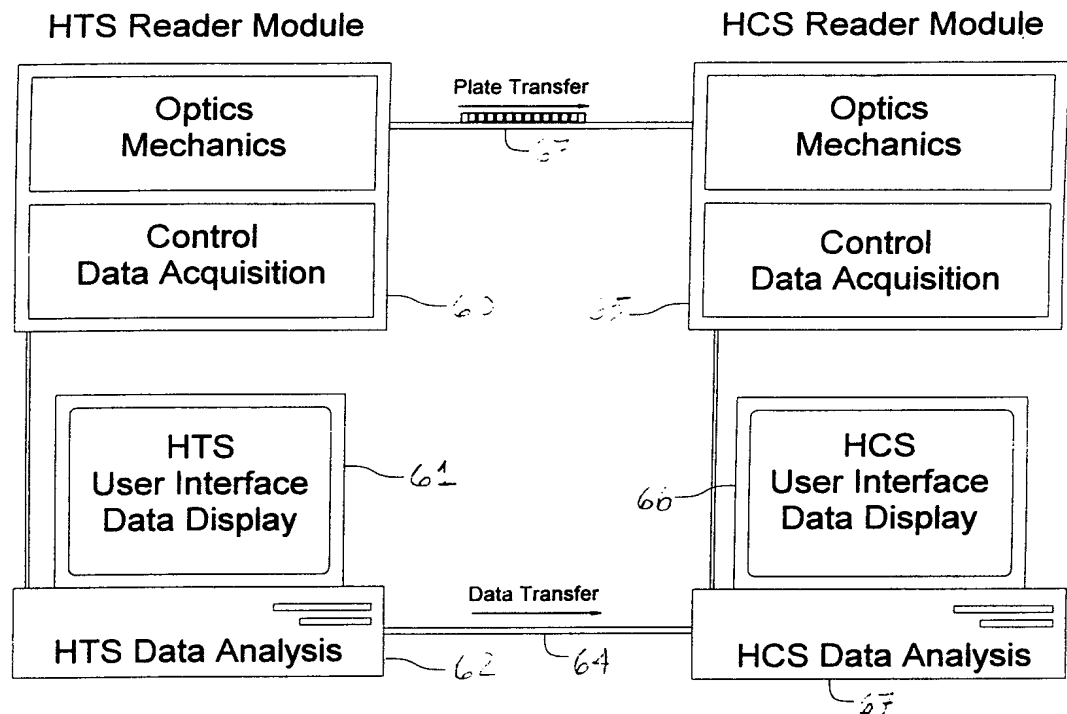 HTS Reader Module
HCS Reader Module
Optics
Mechanics
Control
Data Acquisition
60
Plate Transfer
Optics
Mechanics
Control
Data Acquisition
65
HTS
User Interface
Data Display
61
66
HCS
User Interface
Data Display
HTS Data Analysis
62
Data Transfer
64
HCS Data Analysis